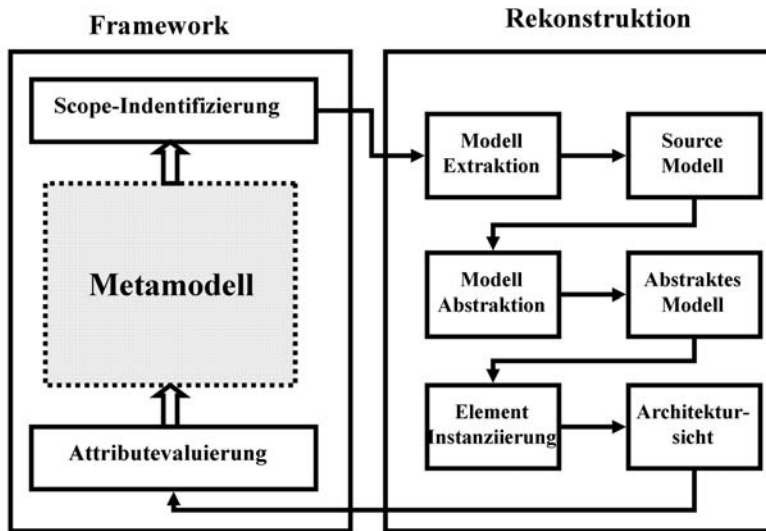 Framework
Rekonstruktion
Scope-Indentifizierung
Modell
Extraktion
Source
Modell
Metamodell
Modell
Abstraktion
Abstraktes
Modell
Element
Instanziierung
Architektur-
sicht
Attributevaluierung